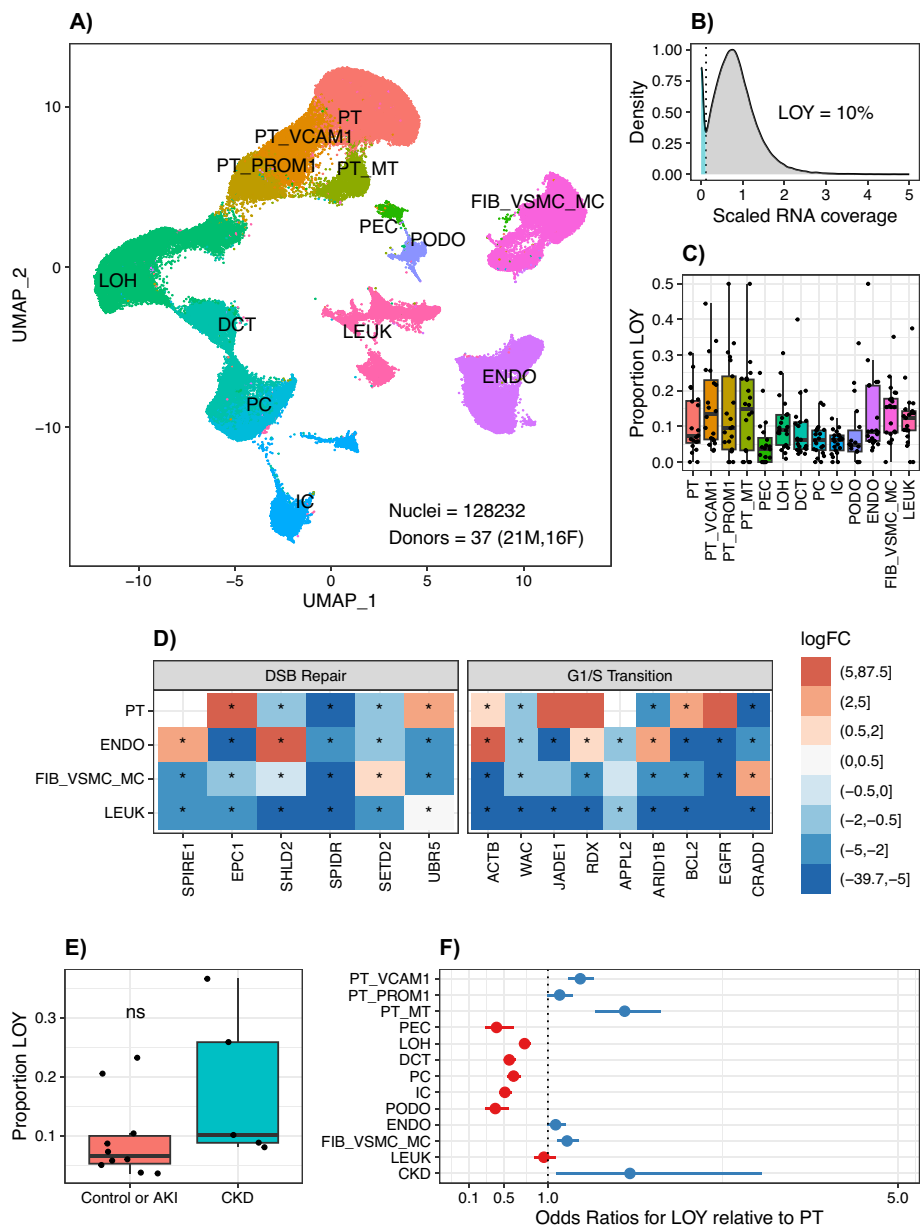 A)
UMAP_2
10
0
−10
PT
PT_VCAM1
PT_PROM1
PT_MT
FIB_VSMC_MC
PEC
PODO
LOH
DCT
LEUK
ENDO
PC
IC
Nuclei = 128232
Donors = 37 (21M,16F)
−10
−5
0
5
10
UMAP_1
B)
Density
1.00
0.75
0.50
0.25
0.00
LOY = 10%
0
1
2
3
4
5
Scaled RNA coverage
C)
Proportion LOY
0.5
0.4
0.3
0.2
0.1
0.0
PT
PT_VCAM1
PT_PROM1
PT_MT
PEC
LOH
DCT
PC
IC
PODO
ENDO
FIB_VSMC_MC
LEUK
D)
DSB Repair
G1/S Transition
PT
* * * * *
* * * * *
ENDO
* * * * * *
* * * * * * * * *
FIB_VSMC_MC
* * * * * *
* * * * * * *
LEUK
* * * * * *
* * * * * * * * *
SPIRE1
EPC1
SHLD2
SPIDR
SETD2
UBR5
ACTB
WAC
JADE1
RDX
APPL2
ARID1B
BCL2
EGFR
CRADD
logFC
(5,87.5]
(2,5]
(0.5,2]
(0,0.5]
(−0.5,0]
(−2,−0.5]
(−5,−2]
(−39.7,−5]
E)
Proportion LOY
0.3
0.2
0.1
ns
Control or AKI
CKD
F)
PT_VCAM1
PT_PROM1
PT_MT
PEC
LOH
DCT
PC
IC
PODO
ENDO
FIB_VSMC_MC
LEUK
CKD
0.1
0.5
1.0
5.0
Odds Ratios for LOY relative to PT